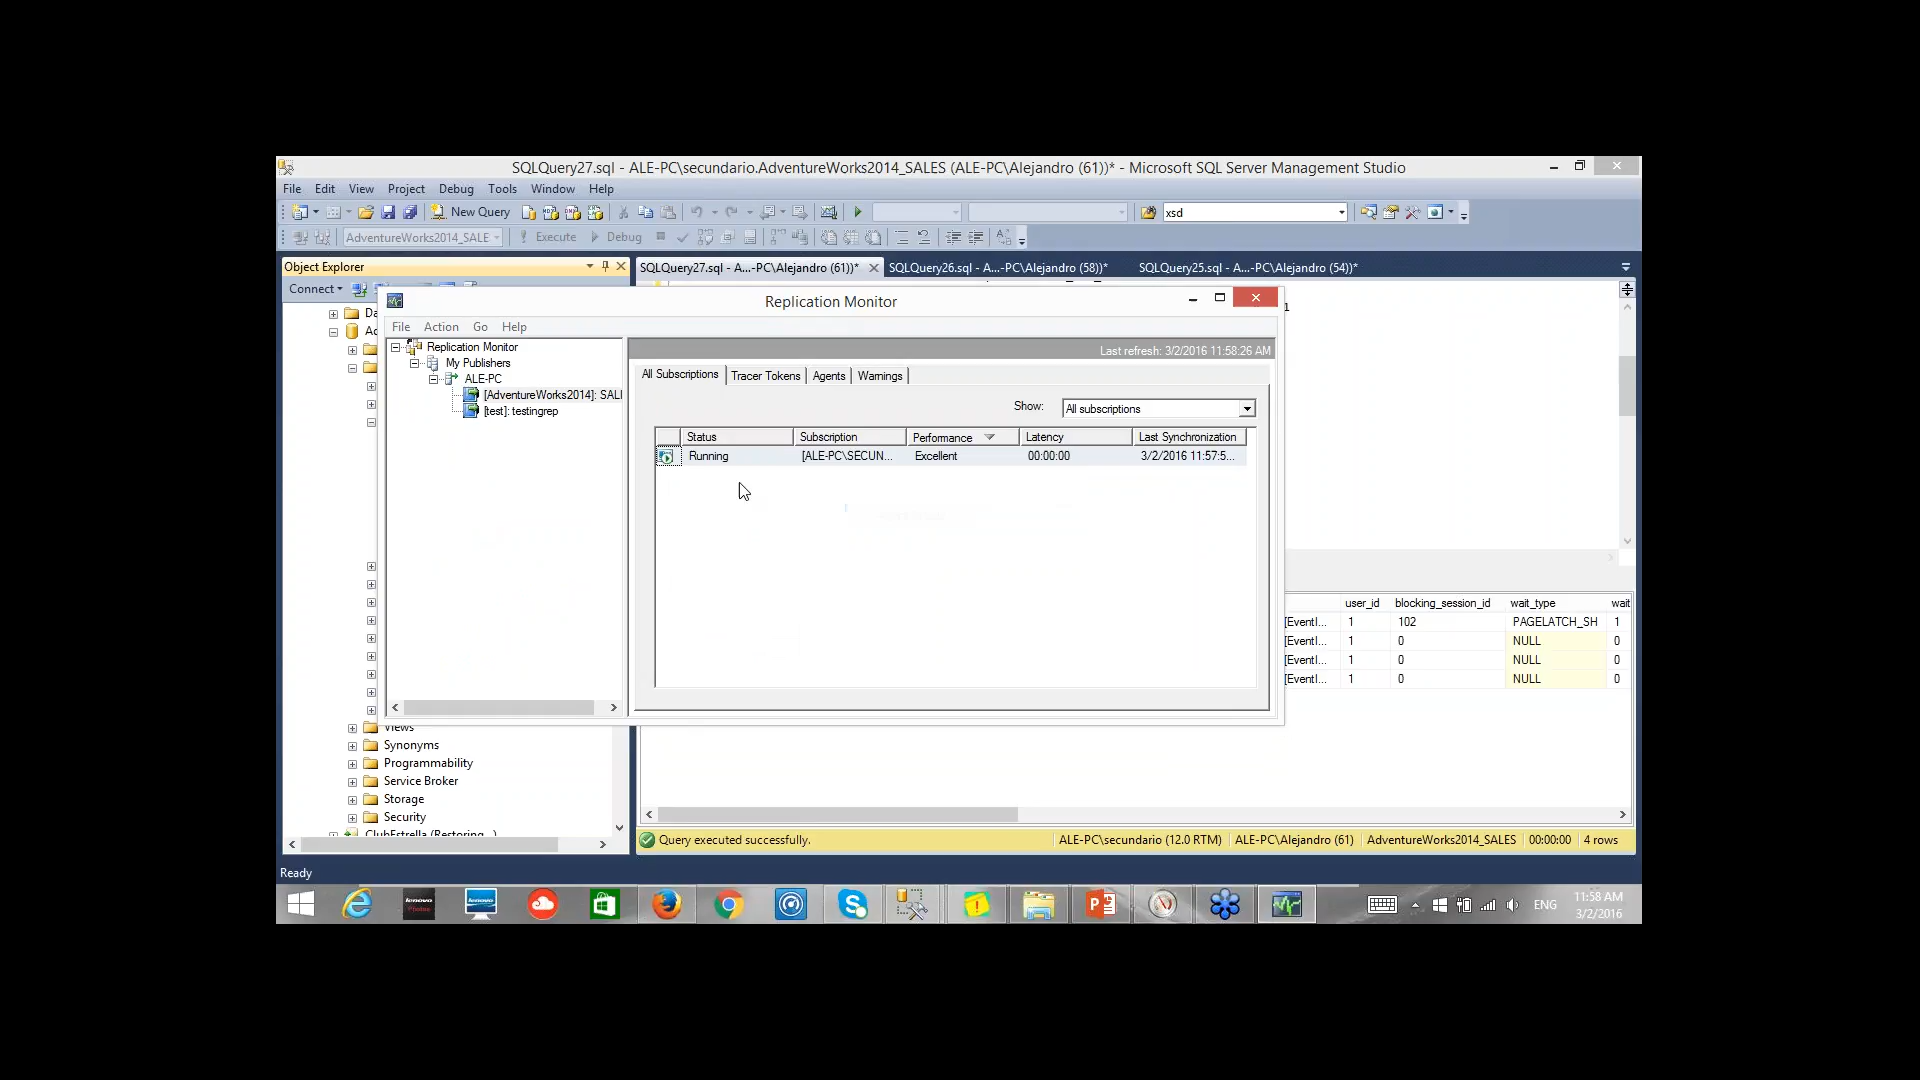 SQLQuery27.sql - ALE-PC\secundario.AdventureWorks2014_SALES (ALE-PC\Alejandro (61))* - Microsoft SQL Server Management Studio
File Edit View Project Debug Tools Window Help
New Query xsd
AdventureWorks2014_SALE Execute Debug
Object Explorer
SQLQuery27.sql - A...-PC\Alejandro (61))* SQLQuery26.sql - A...-PC\Alejandro (58))* SQLQuery25.sql - A...-PC\Alejandro (54))*
Connect
Replication Monitor
File Action Go Help
Replication Monitor
My Publishers
ALE-PC
[AdventureWorks2014]: SALI
[test]: testingrep
Last refresh: 3/2/2016 11:58:26 AM
All Subscriptions Tracer Tokens Agents Warnings
Show: All subscriptions
Status Subscription Performance Latency Last Synchronization
Running [ALE-PC\SECUN... Excellent 00:00:00 3/2/2016 11:57:5...
user_id blocking_session_id wait_type wait
[EventI... 1 102 PAGELATCH_SH 1
[EventI... 1 0 NULL 0
[EventI... 1 0 NULL 0
[EventI... 1 0 NULL 0
Views
Synonyms
Programmability
Service Broker
Storage
Security
ClubEstrella (Restoring...)
Query executed successfully. ALE-PC\secundario (12.0 RTM) ALE-PC\Alejandro (61) AdventureWorks2014_SALES 00:00:00 4 rows
Ready
lenovo
lenovo
ENG
11:58 AM
3/2/2016